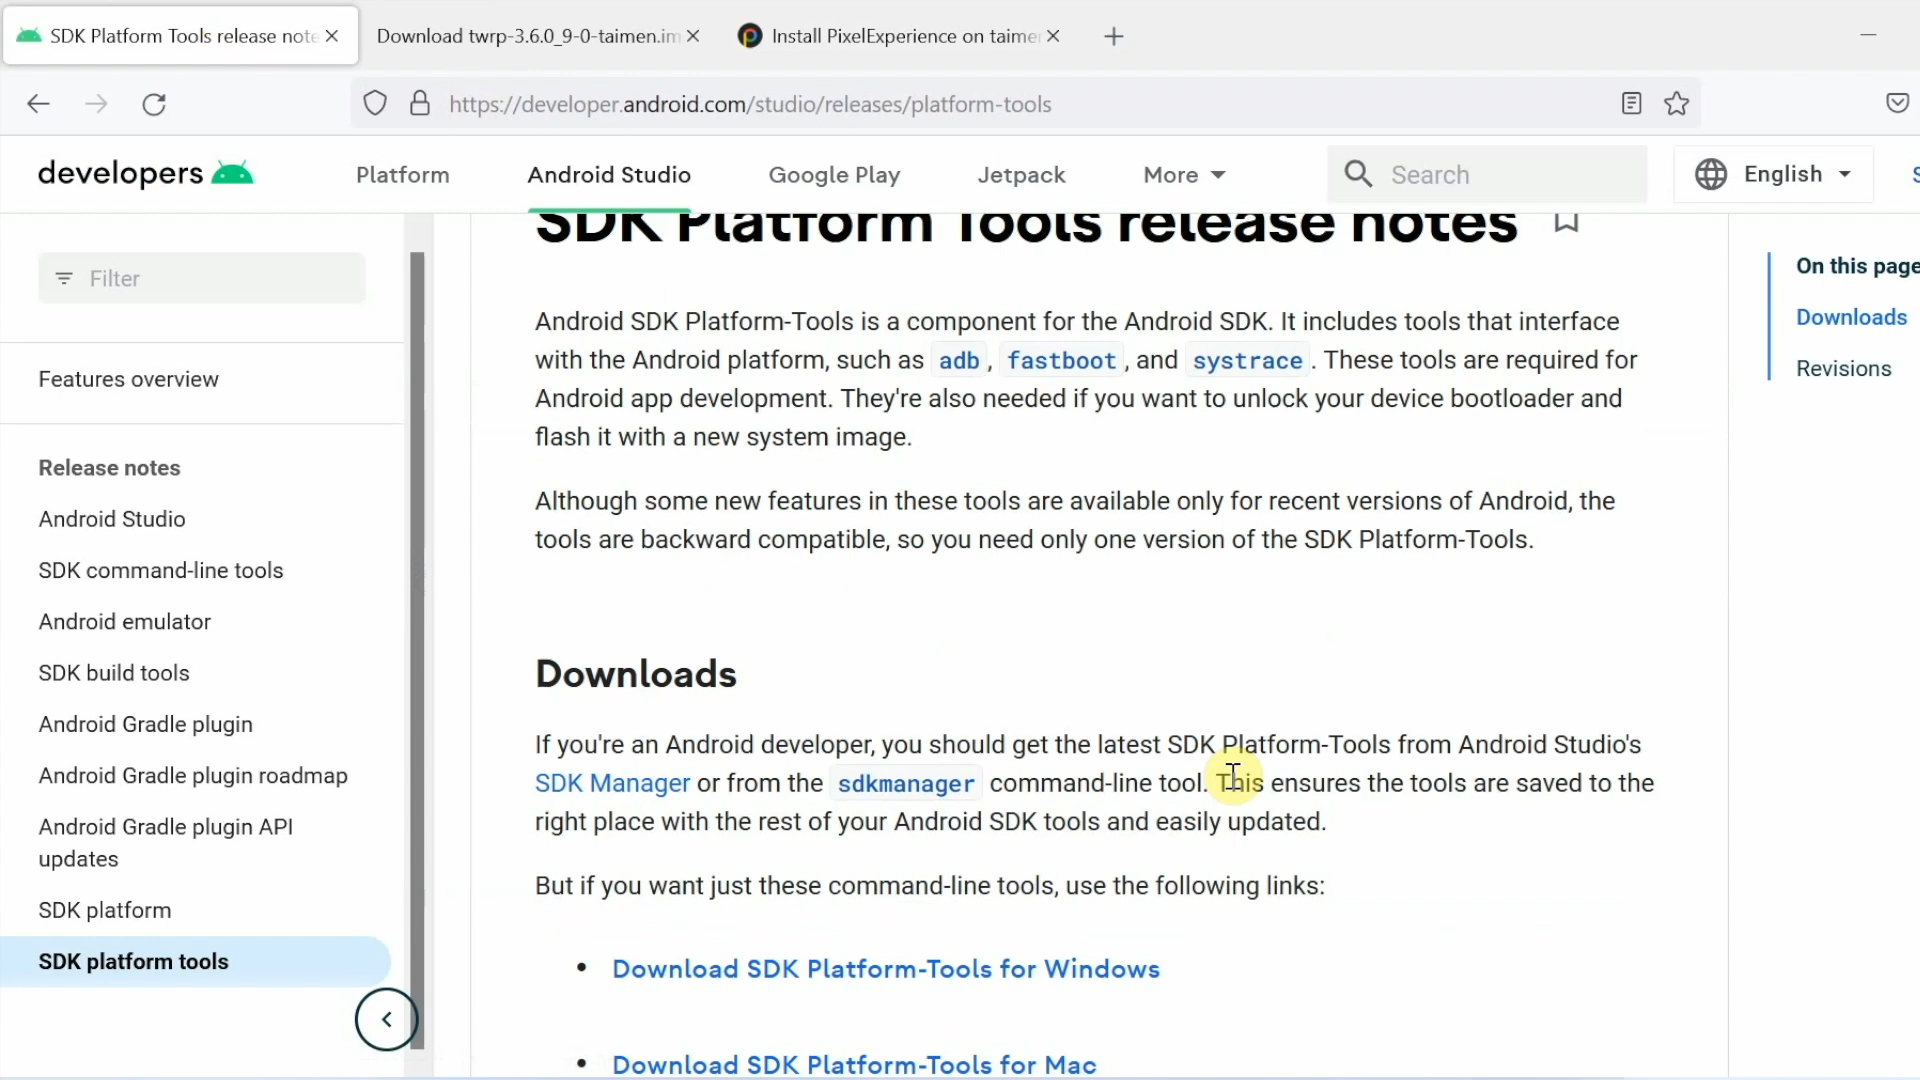 SDK Platform Tools release note
Download twrp-3.6.0_9-0-taimen.im
Install PixelExperience on taime
https://developer.android.com/studio/releases/platform-tools
developers
Platform
Android Studio
Google Play
Jetpack
More
Search
English
S
Filter
Features overview
Release notes
Android Studio
SDK command-line tools
Android emulator
SDK build tools
Android Gradle plugin
Android Gradle plugin roadmap
Android Gradle plugin API
updates
SDK platform
SDK platform tools
SDK Platform Tools release notes
Android SDK Platform-Tools is a component for the Android SDK. It includes tools that interface
with the Android platform, such as adb, fastboot, and systrace. These tools are required for
Android app development. They're also needed if you want to unlock your device bootloader and
flash it with a new system image.
Although some new features in these tools are available only for recent versions of Android, the
tools are backward compatible, so you need only one version of the SDK Platform-Tools.
Downloads
If you're an Android developer, you should get the latest SDK Platform-Tools from Android Studio's
SDK Manager or from the sdkmanager command-line tool. This ensures the tools are saved to the
right place with the rest of your Android SDK tools and easily updated.
But if you want just these command-line tools, use the following links:
• Download SDK Platform-Tools for Windows
• Download SDK Platform-Tools for Mac
On this page
Downloads
Revisions